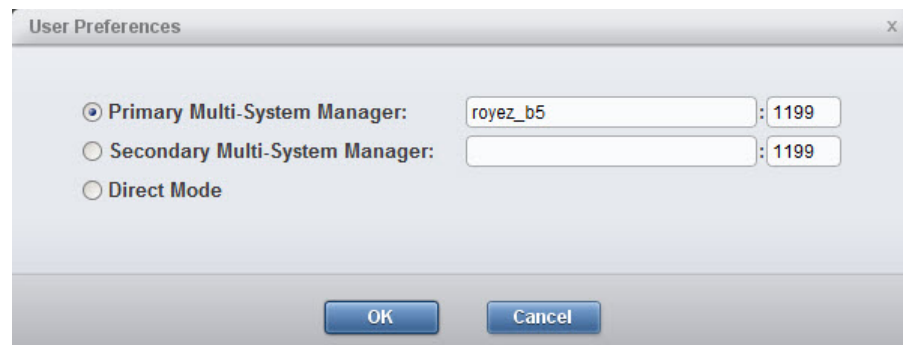 User Preferences x
Primary Multi-System Manager: royez_b5 : 1199
Secondary Multi-System Manager: : 1199
Direct Mode
OK Cancel